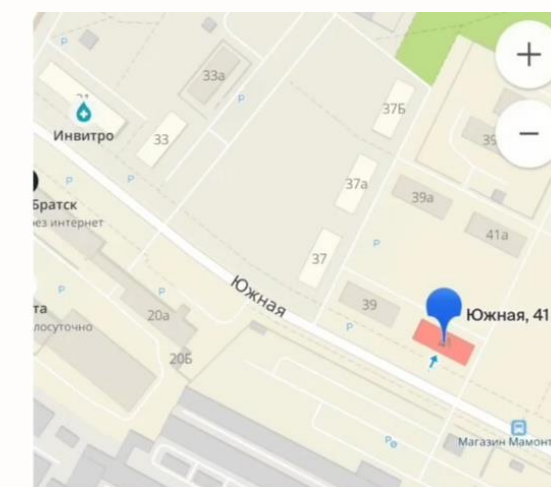 33а
Инвитро
33
37Б
39
37а
39а
41а
Братск
ез интернет
37
Южная
39
Южная, 41
41
та
лосуточно
20а
20Б
Магазин Мамонт
P
P
P
P
P
P
P
P
P